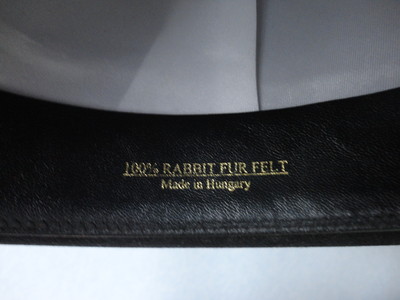 100% RABBIT FUR FELT
Made in Hungary